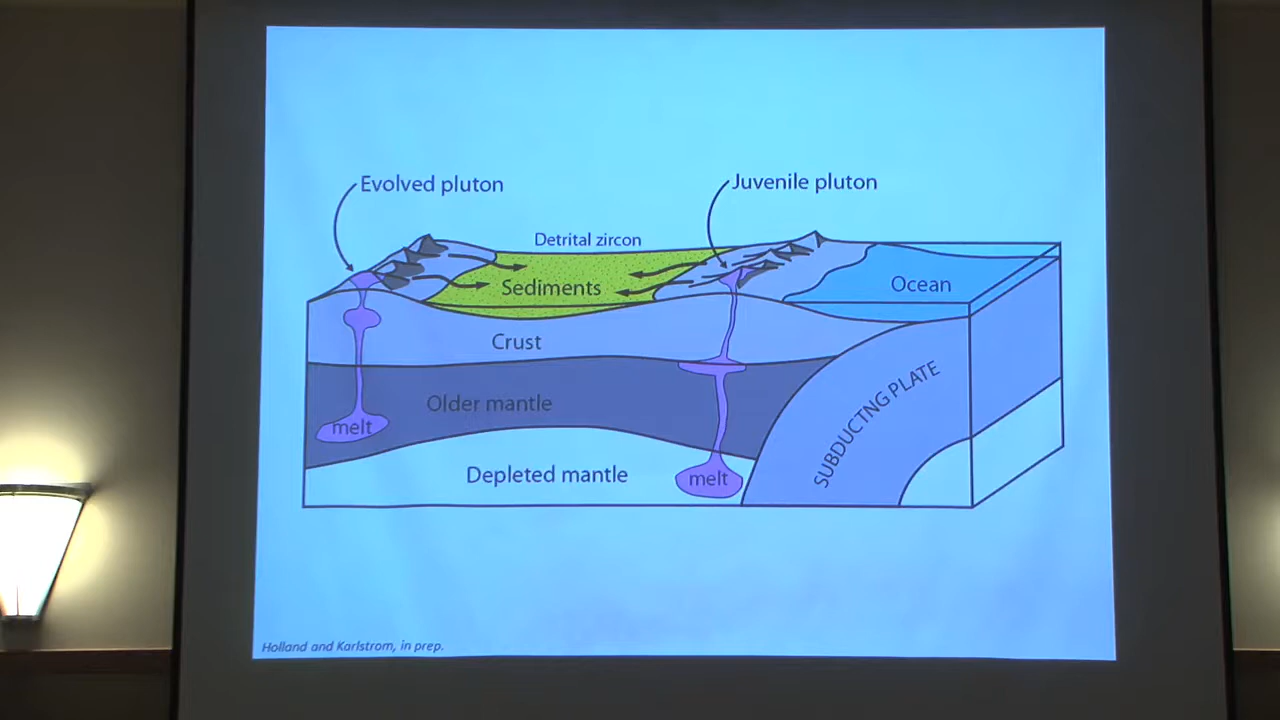 Evolved pluton
Juvenile pluton
Detrital zircon
Sediments
Ocean
Crust
SUBDUCTNG PLATE
Older mantle
melt
Depleted mantle
melt
Holland and Karlstrom, in prep.